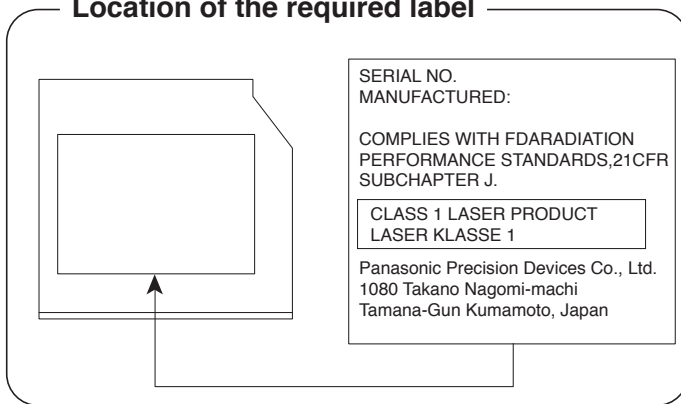 Location of the required label
SERIAL NO.
MANUFACTURED:
COMPLIES WITH FDARADIATION
PERFORMANCE STANDARDS,21CFR
SUBCHAPTER J.
CLASS 1 LASER PRODUCT
LASER KLASSE 1
Panasonic Precision Devices Co., Ltd.
1080 Takano Nagomi-machi
Tamana-Gun Kumamoto, Japan